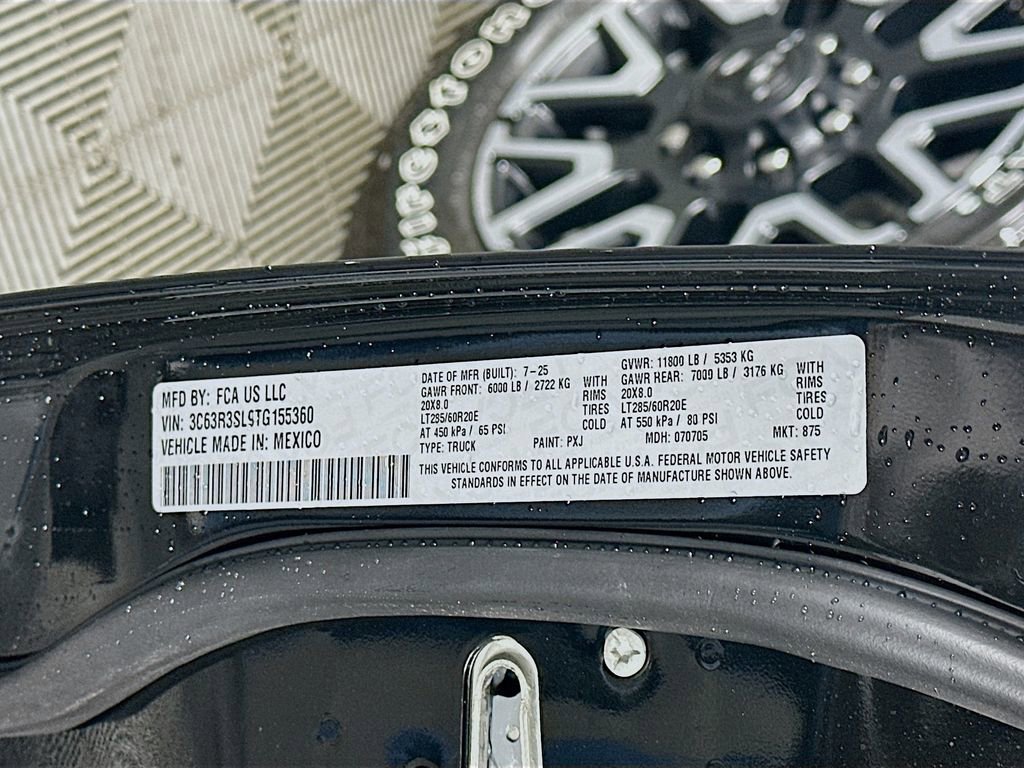 Firestone
MFD BY: FCA US LLC
VIN: 3C63R3SL9TG155360
VEHICLE MADE IN: MEXICO
DATE OF MFR (BUILT): 7-25
GAWR FRONT: 6000 LB / 2722 KG WITH
20X8.0 RIMS
LT285/60R20E TIRES
AT 450 kPa / 65 PSI COLD
GVWR: 11800 LB / 5353 KG
GAWR REAR: 7000 LB / 3176 KG WITH
20X8.0 RIMS
LT285/60R20E TIRES
AT 550 kPa / 80 PSI COLD
TYPE: TRUCK PAINT: PXJ MDH: 070705 MKT: 875
THIS VEHICLE CONFORMS TO ALL APPLICABLE U.S.A. FEDERAL MOTOR VEHICLE SAFETY
STANDARDS IN EFFECT ON THE DATE OF MANUFACTURE SHOWN ABOVE.